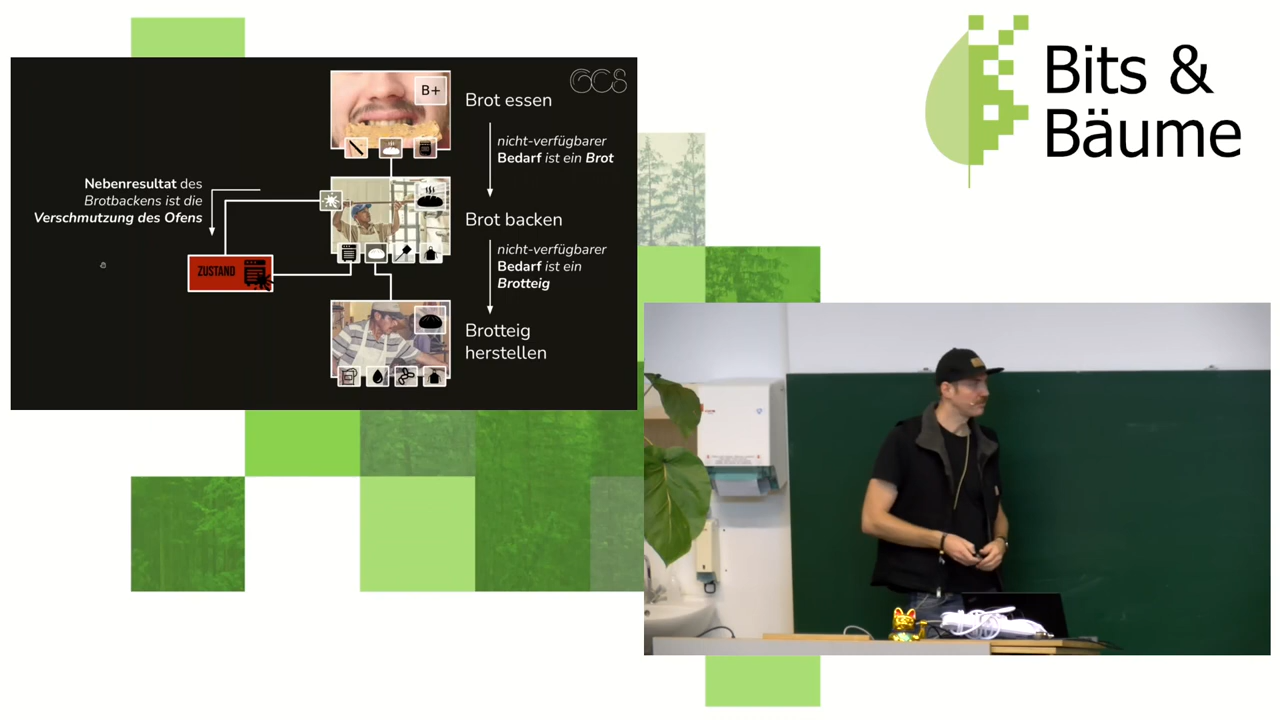 GCS
B+
Brot essen
nicht-verfügbarer
Bedarf ist ein Brot
Nebenresultat des
Brotbackens ist die
Verschmutzung des Ofens
Brot backen
nicht-verfügbarer
Bedarf ist ein
Brotteig
ZUSTAND
Brotteig
herstellen
Bits &
Bäume